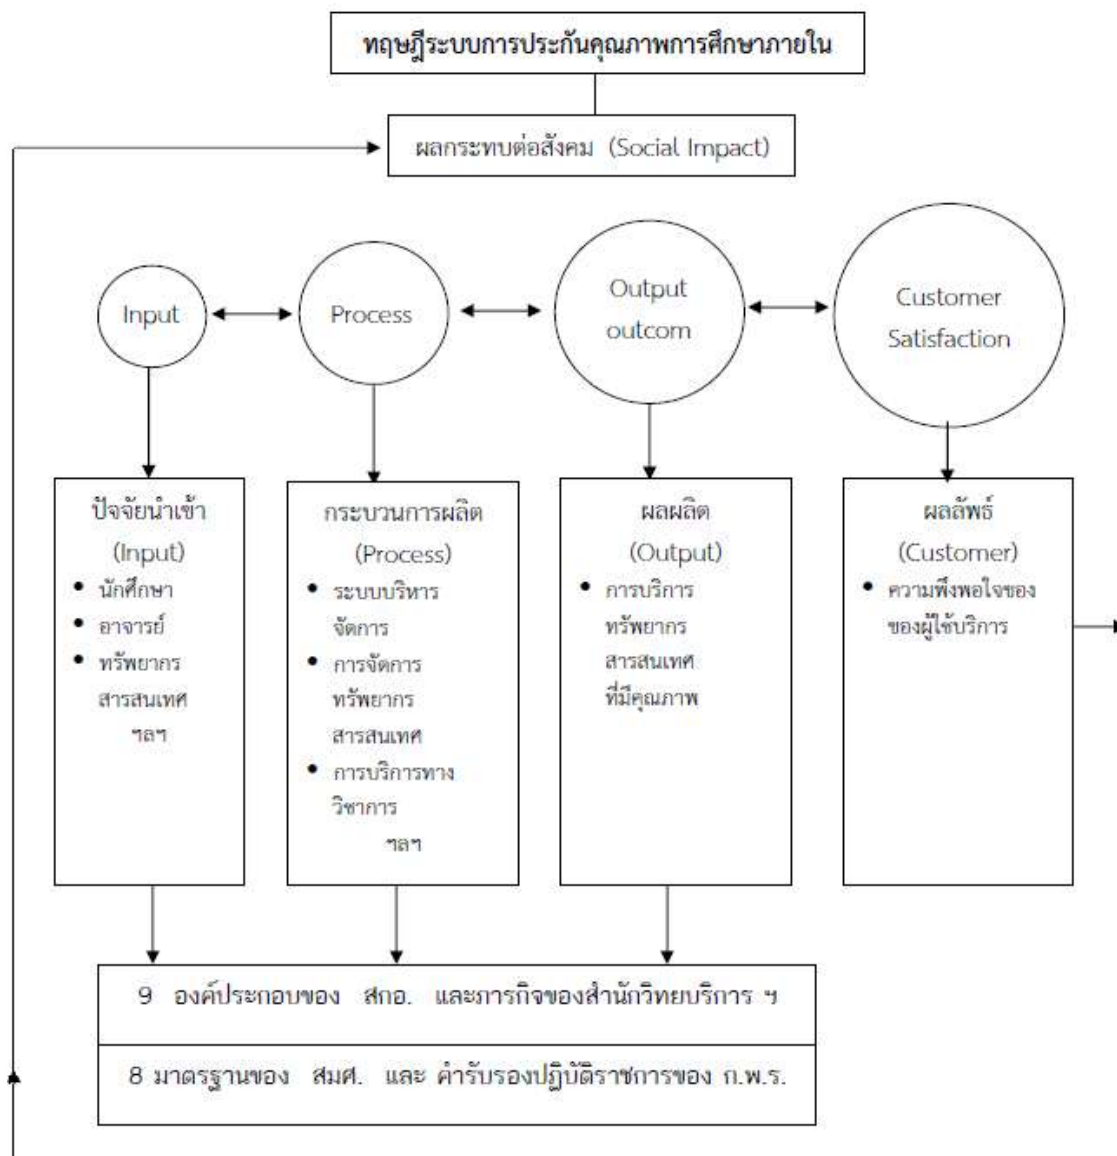 ทฤษฎีระบบการประกันคุณภาพการศึกษาภายใน
ผลกระทบต่อสังคม (Social Impact)
Input
Process
Output
outcom
Customer
Satisfaction
ปัจจัยนำเข้า
(Input)
• นักศึกษา
• อาจารย์
• ทรัพยากร
สารสนเทศ
ฯลฯ
กระบวนการผลิต
(Process)
• ระบบบริหาร
จัดการ
• การจัดการ
ทรัพยากร
สารสนเทศ
• การบริการทาง
วิชาการ
ฯลฯ
ผลผลิต
(Output)
• การบริการ
ทรัพยากร
สารสนเทศ
ที่มีคุณภาพ
ผลลัพธ์
(Customer)
• ความพึงพอใจของ
ของผู้ใช้บริการ
9 องค์ประกอบของ สกอ. และภารกิจของสำนักวิทยบริการ ฯ
8 มาตรฐานของ สมศ. และ คำรับรองปฏิบัติราชการของ ก.พ.ร.